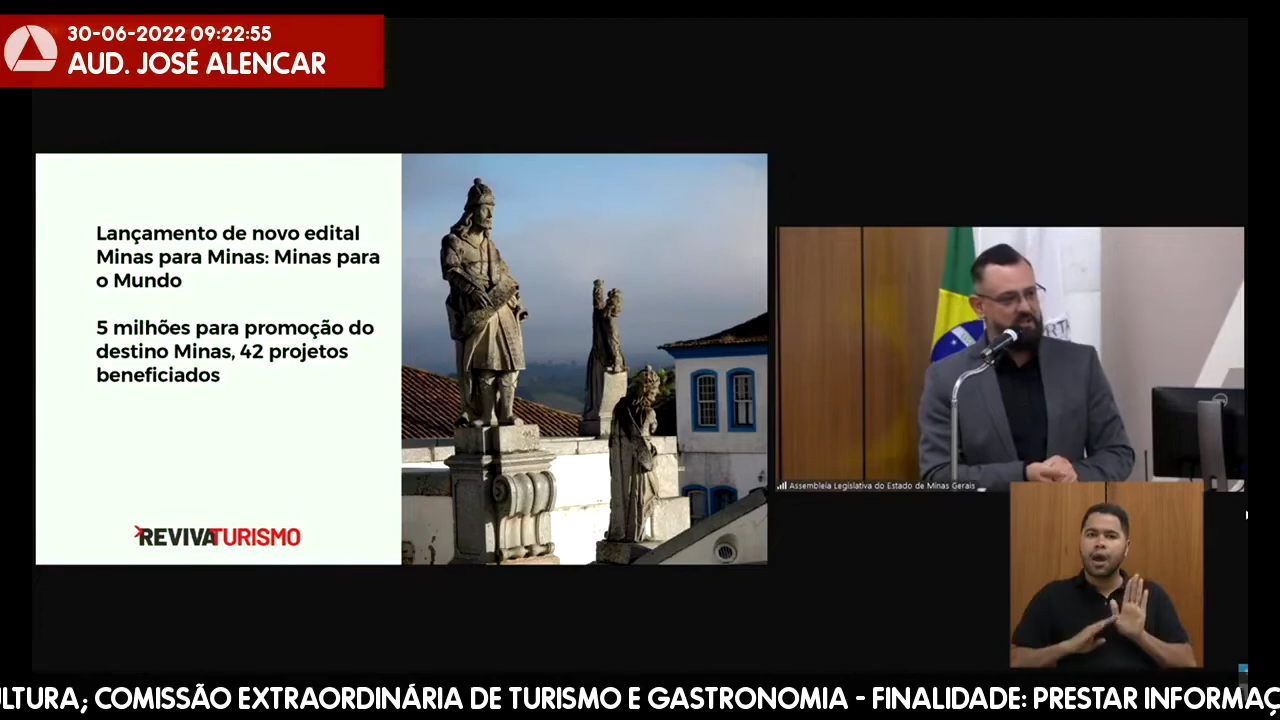 30-06-2022 09:22:55
AUD. JOSÉ ALENCAR
Lançamento de novo edital
Minas para Minas: Minas para
o Mundo
5 milhões para promoção do
destino Minas, 42 projetos
beneficiados
REVIVATURISMO
Assembleia Legislativa do Estado de Minas Gerais
ULTURA; COMISSÃO EXTRAORDINÁRIA DE TURISMO E GASTRONOMIA - FINALIDADE: PRESTAR INFORMAÇ